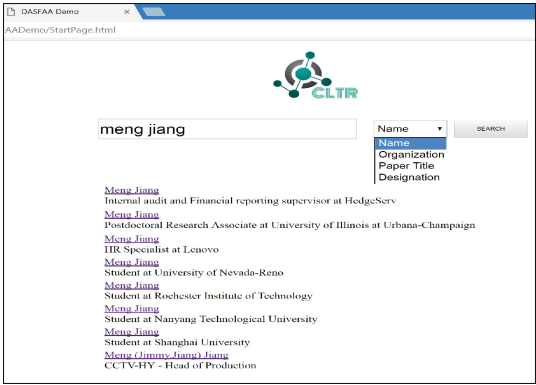 DASFAA Demo ×
AADemo/StartPage.html
CLTR
meng jiang Name SEARCH
Name
Organization
Paper Title
Designation
Meng Jiang
Internal audit and Financial reporting supervisor at HedgeServ
Meng Jiang
Postdoctoral Research Associate at University of Illinois at Urbana-Champaign
Meng Jiang
HR Specialist at Lenovo
Meng Jiang
Student at University of Nevada-Reno
Meng Jiang
Student at Rochester Institute of Technology
Meng Jiang
Student at Nanyang Technological University
Meng Jiang
Student at Shanghai University
Meng (Jimmy,Jiang) Jiang
CCTV-HY - Head of Production